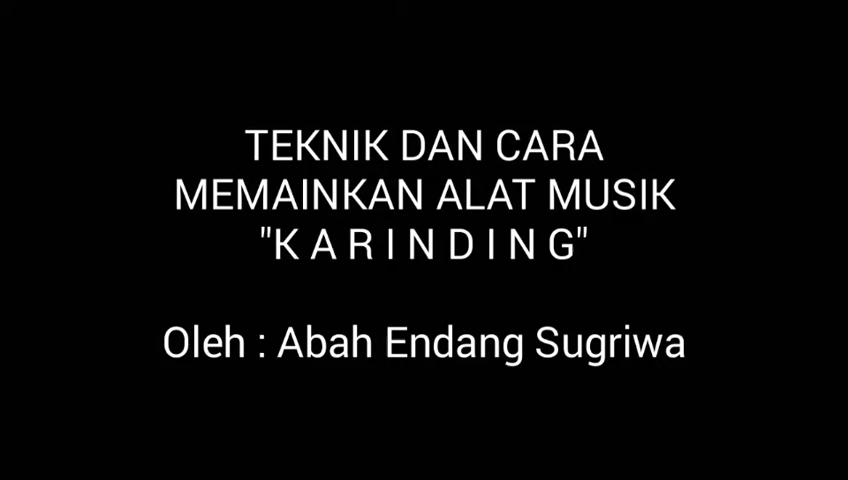 TEKNIK DAN CARA
MEMAINKAN ALAT MUSIK
"K A R I N D I N G"
Oleh : Abah Endang Sugriwa